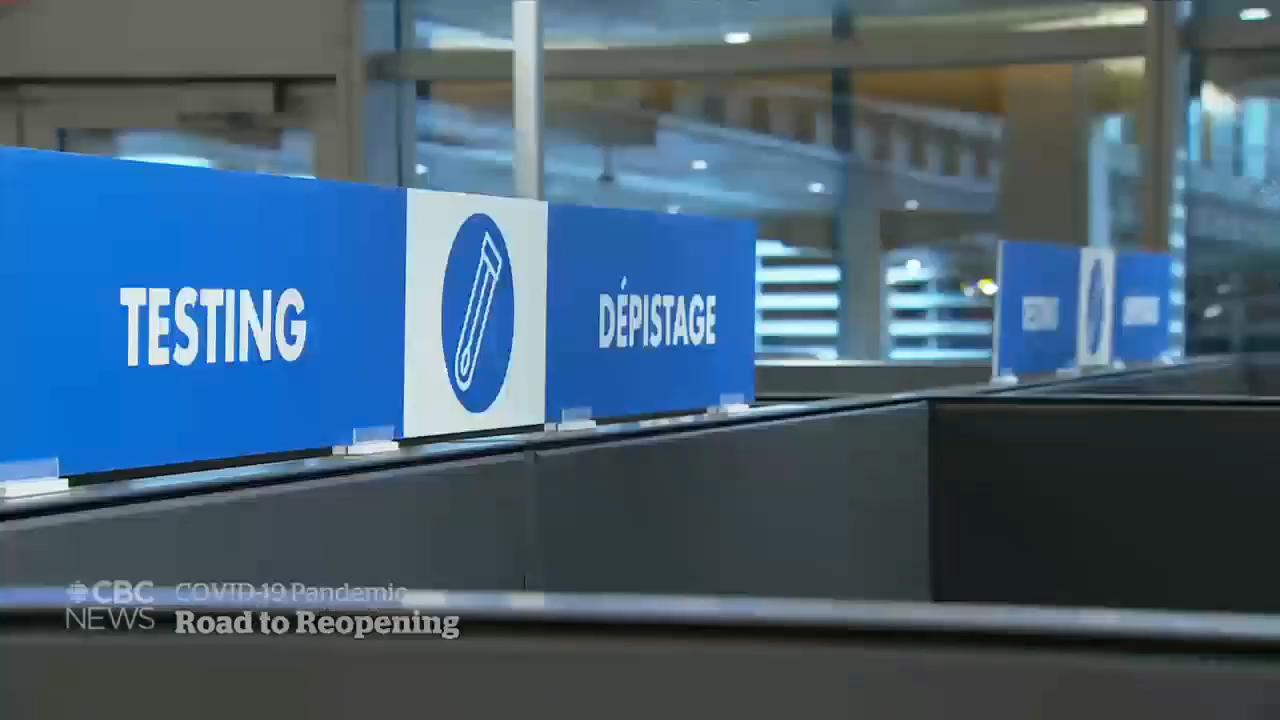 TESTING
DÉPISTAGE
CBC
NEWS
COVID-19 Pandemic
Road to Reopening